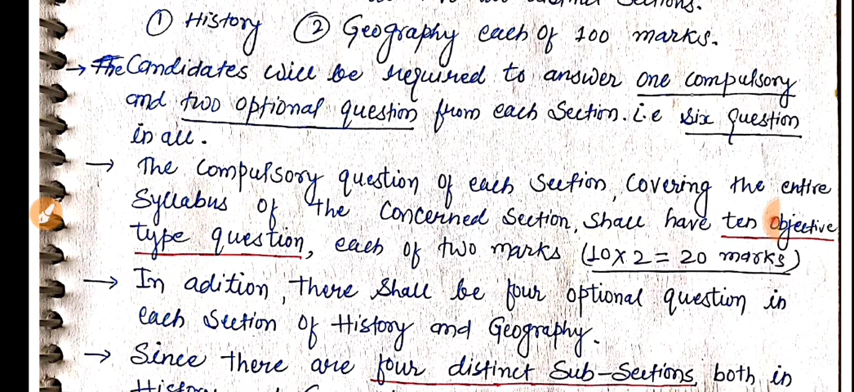 Sections.
① History ② Geography each of 100 marks.
→ The Candidates will be required to answer one compulsory
and two optional question from each Section. i.e six question
in all.
→ The compulsory question of each section, covering the entire
Syllabus of the Concerned Section, Shall have ten objective
type question, each of two marks (10 x 2 = 20 marks)
→ In adition, there shall be four optional question in
each section of History and Geography.
→ Since there are four distinct Sub-Sections both in